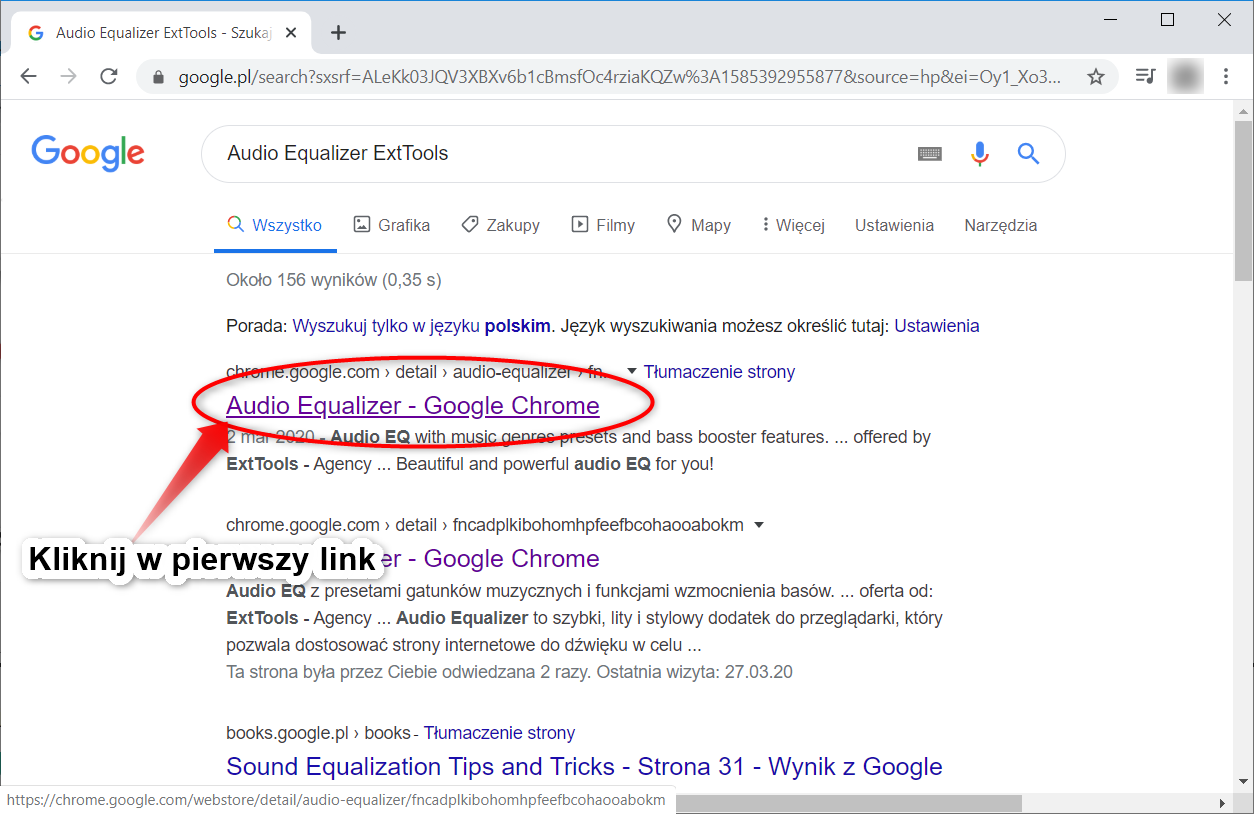 Audio Equalizer ExtTools - Szukaj
google.pl/search?sxsrf=ALeKk03JQV3XBXv6b1cBmsfOc4rziaKQZw%3A1585392955877&source=hp&ei=Oy1_Xo3...
Google
Audio Equalizer ExtTools
Wszystko Grafika Zakupy Filmy Mapy Więcej Ustawienia Narzędzia
Około 156 wyników (0,35 s)
Porada: Wyszukuj tylko w języku polskim. Język wyszukiwania możesz określić tutaj: Ustawienia
chrome.google.com › detail › audio-equalizer › fn... Tłumaczenie strony
Audio Equalizer - Google Chrome
2 mar 2020 - Audio EQ with music genres presets and bass booster features. ... offered by
ExtTools - Agency ... Beautiful and powerful audio EQ for you!
chrome.google.com › detail › fncadplkibohomhpfeefbcohaooabokm
Kliknij w pierwszy link
er - Google Chrome
Audio EQ z presetami gatunków muzycznych i funkcjami wzmocnienia basów. ... oferta od:
ExtTools - Agency ... Audio Equalizer to szybki, lity i stylowy dodatek do przeglądarki, który
pozwala dostosować strony internetowe do dźwięku w celu ...
Ta strona była przez Ciebie odwiedzana 2 razy. Ostatnia wizyta: 27.03.20
books.google.pl › books - Tłumaczenie strony
Sound Equalization Tips and Tricks - Strona 31 - Wynik z Google
https://chrome.google.com/webstore/detail/audio-equalizer/fncadplkibohomhpfeefbcohaooabokm